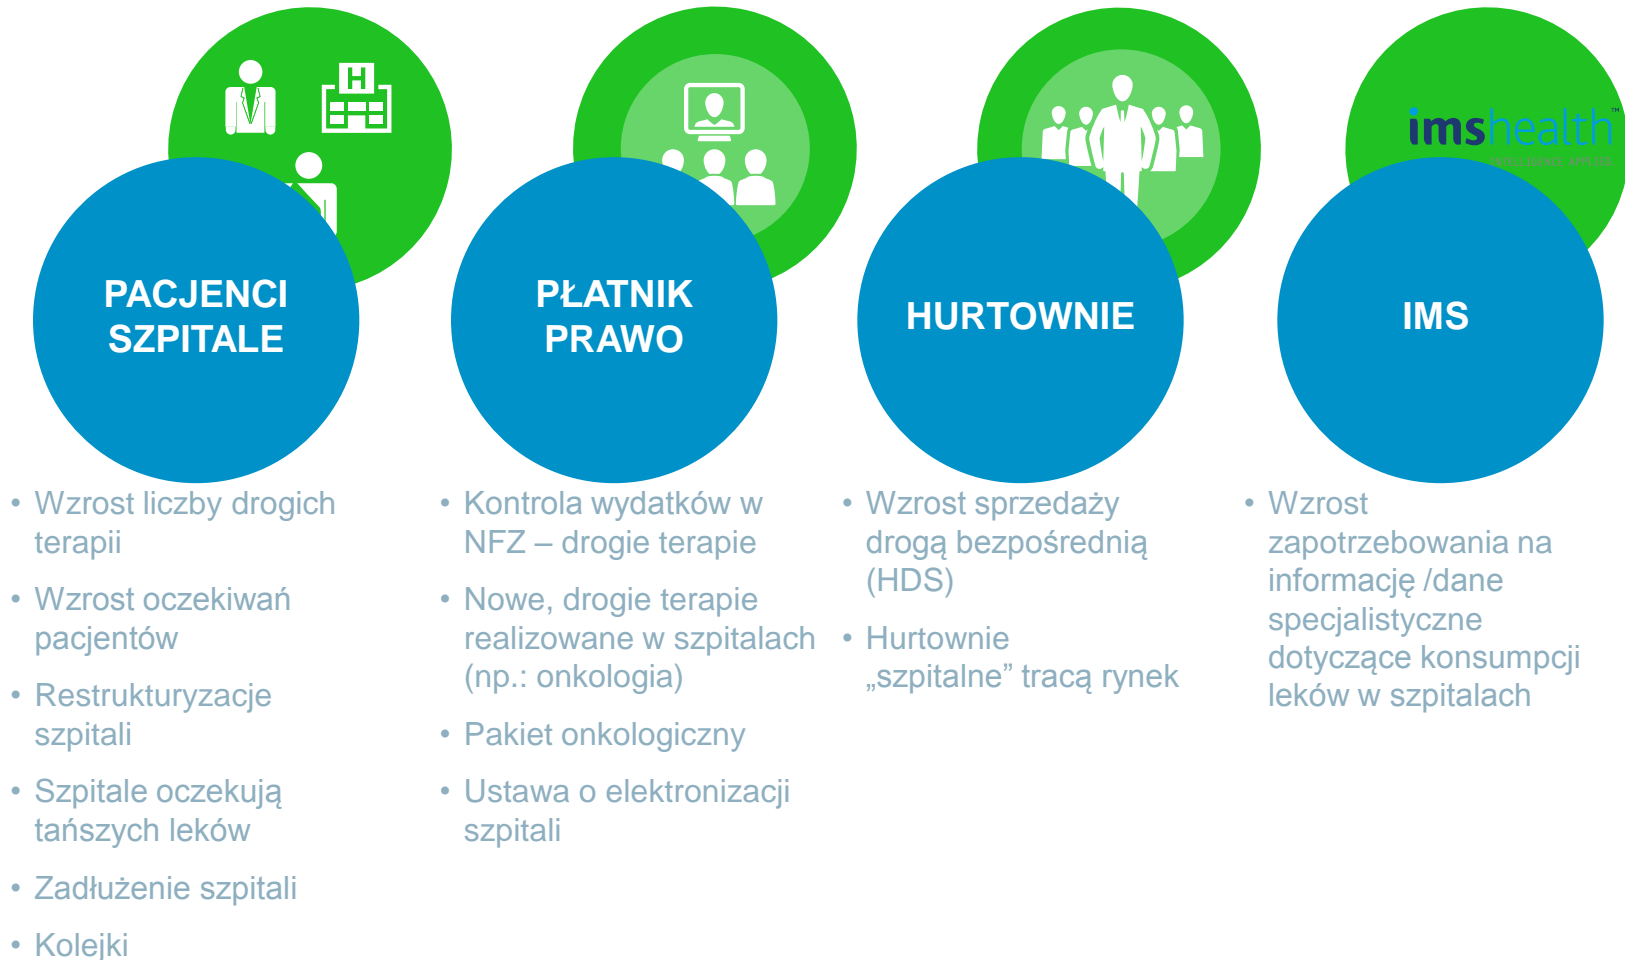 H
imshealth™
PACJENCI
SZPITALE
PŁATNIK
PRAWO
HURTOWNIE
IMS
• Wzrost liczby drogich
terapii
• Wzrost oczekiwań
pacjentów
• Restrukturyzacje
szpitali
• Szpitale oczekują
tańszych leków
• Zadłużenie szpitali
• Kolejki
• Kontrola wydatków w
NFZ – drogie terapie
• Nowe, drogie terapie
realizowane w szpitalach
(np.: onkologia)
• Pakiet onkologiczny
• Ustawa o elektronizacji
szpitali
• Wzrost sprzedaży
drogą bezpośrednią
(HDS)
• Hurtownie
„szpitalne” tracą rynek
• Wzrost
zapotrzebowania na
informację /dane
specjalistyczne
dotyczące konsumpcji
leków w szpitalach